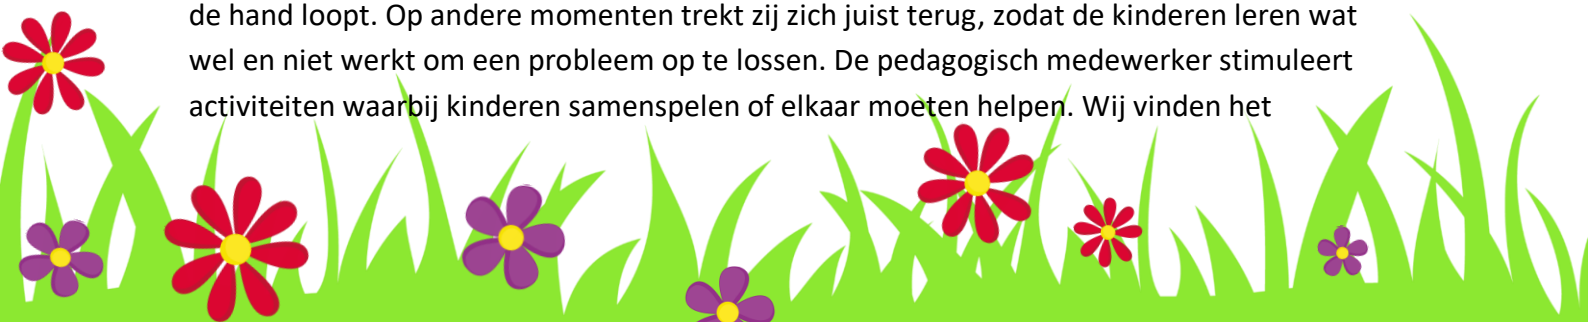 de hand loopt. Op andere momenten trekt zij zich juist terug, zodat de kinderen leren wat
wel en niet werkt om een probleem op te lossen. De pedagogisch medewerker stimuleert
activiteiten waarbij kinderen samenspelen of elkaar moeten helpen. Wij vinden het